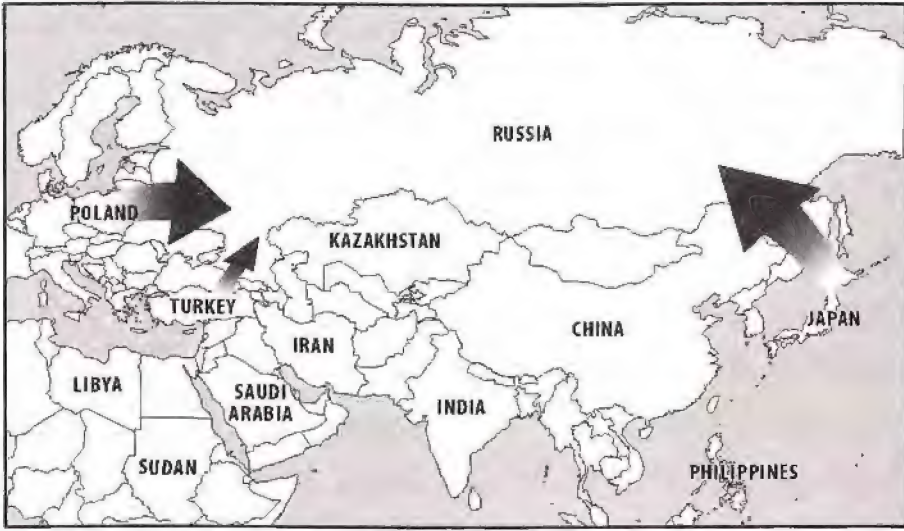 RUSSIA
POLAND
KAZAKHSTAN
TURKEY
IRAN
CHINA
JAPAN
LIBYA
SAUDI
ARABIA
INDIA
SUDAN
PHILIPPINES